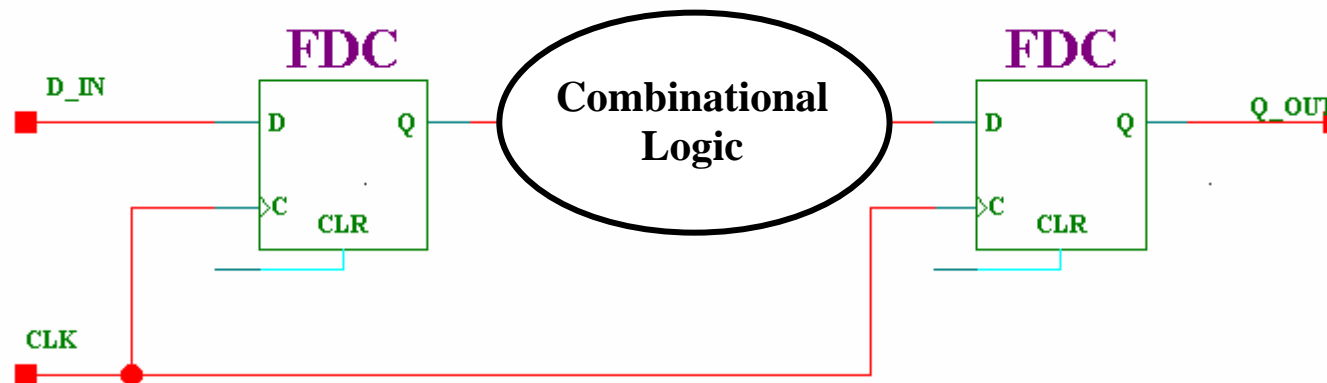 FDC
FDC
D_IN
D
Q
Combinational
Logic
D
Q
Q_OUT
C
CLR
C
CLR
CLK